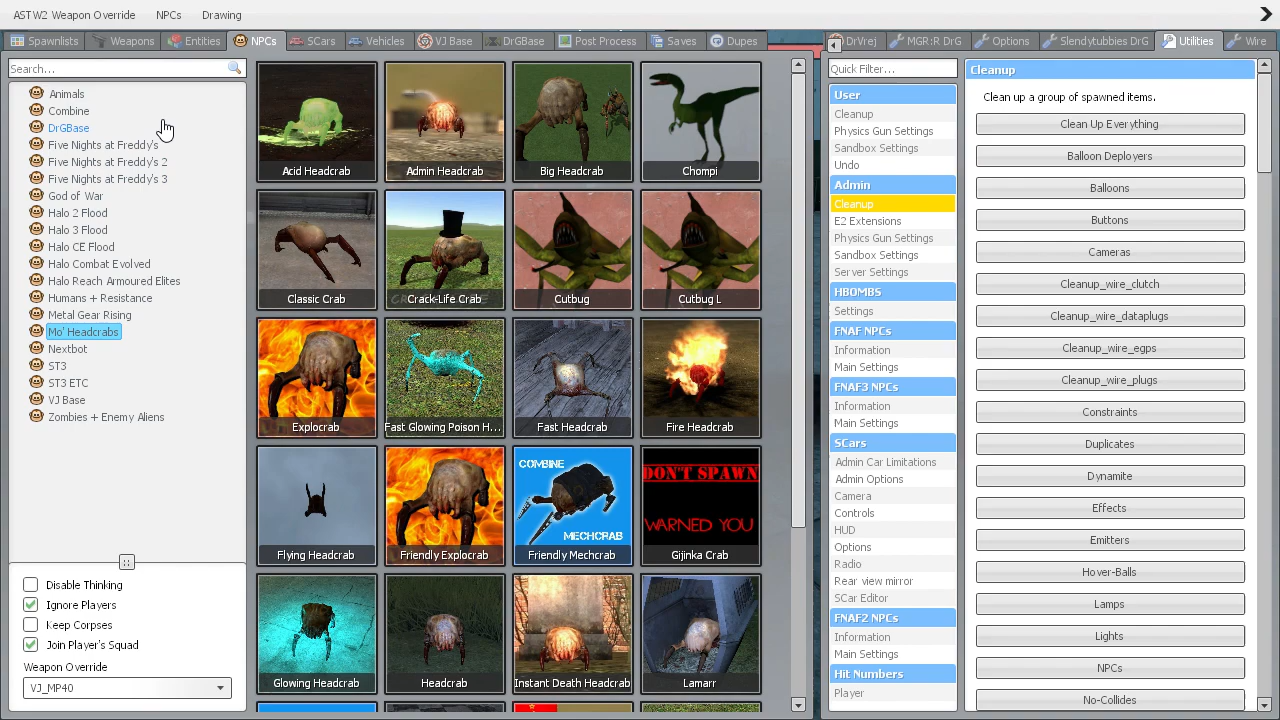 ASTW2 Weapon Override NPCs Drawing
Spawnlists Weapons Entities NPCs SCars Vehicles VJ Base DrGBase Post Process Saves Dupes
DrVrej MGR:R DrG Options Slendytubbies DrG Utilities Wire
Search...
Animals
Combine
DrGBase
Five Nights at Freddy's
Five Nights at Freddy's 2
Five Nights at Freddy's 3
God of War
Halo 2 Flood
Halo 3 Flood
Halo CE Flood
Halo Combat Evolved
Halo Reach Armoured Elites
Humans + Resistance
Metal Gear Rising
Mo' Headcrabs
Nextbot
ST3
ST3 ETC
VJ Base
Zombies + Enemy Aliens
Disable Thinking
Ignore Players
Keep Corpses
Join Player's Squad
Weapon Override
VJ_MP40
Acid Headcrab
Admin Headcrab
Big Headcrab
Chompi
Classic Crab
Crack-Life Crab
Cutbug
Cutbug L
Explocrab
Fast Glowing Poison H...
Fast Headcrab
Fire Headcrab
Flying Headcrab
Friendly Explocrab
COMBINE
MECHCRAB
Friendly Mechcrab
DON'T SPAWN
WARNED YOU
Gijinka Crab
Glowing Headcrab
Headcrab
Instant Death Headcrab
Lamarr
Quick Filter...
User
Cleanup
Physics Gun Settings
Sandbox Settings
Undo
Admin
Cleanup
E2 Extensions
Physics Gun Settings
Sandbox Settings
Server Settings
HBOMBS
Settings
FNAF NPCs
Information
Main Settings
FNAF3 NPCs
Information
Main Settings
SCars
Admin Car Limitations
Admin Options
Camera
Controls
HUD
Options
Radio
Rear view mirror
SCar Editor
FNAF2 NPCs
Information
Main Settings
Hit Numbers
Player
Cleanup
Clean up a group of spawned items.
Clean Up Everything
Balloon Deployers
Balloons
Buttons
Cameras
Cleanup_wire_clutch
Cleanup_wire_dataplugs
Cleanup_wire_egps
Cleanup_wire_plugs
Constraints
Duplicates
Dynamite
Effects
Emitters
Hover-Balls
Lamps
Lights
NPCs
No-Collides